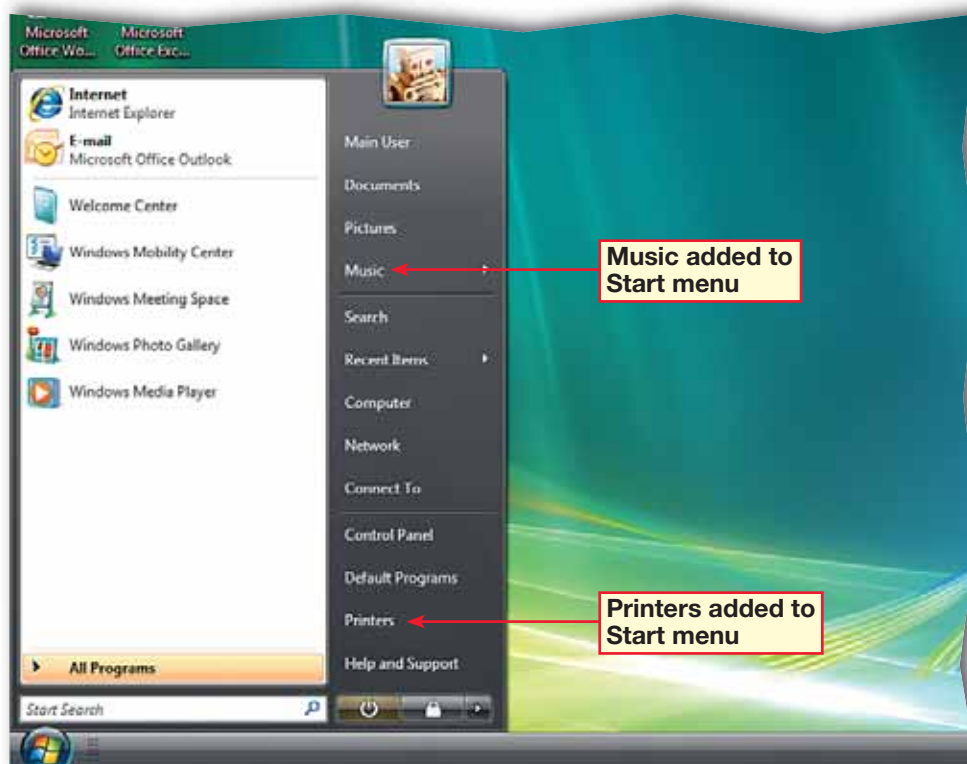 Microsoft Microsoft
Office Wo... Office Exc...
Internet
Internet Explorer
E-mail
Microsoft Office Outlook
Welcome Center
Windows Mobility Center
Windows Meeting Space
Windows Photo Gallery
Windows Media Player
All Programs
Start Search
Main User
Documents
Pictures
Music
Search
Recent Items
Computer
Network
Connect To
Control Panel
Default Programs
Printers
Help and Support
Music added to
Start menu
Printers added to
Start menu